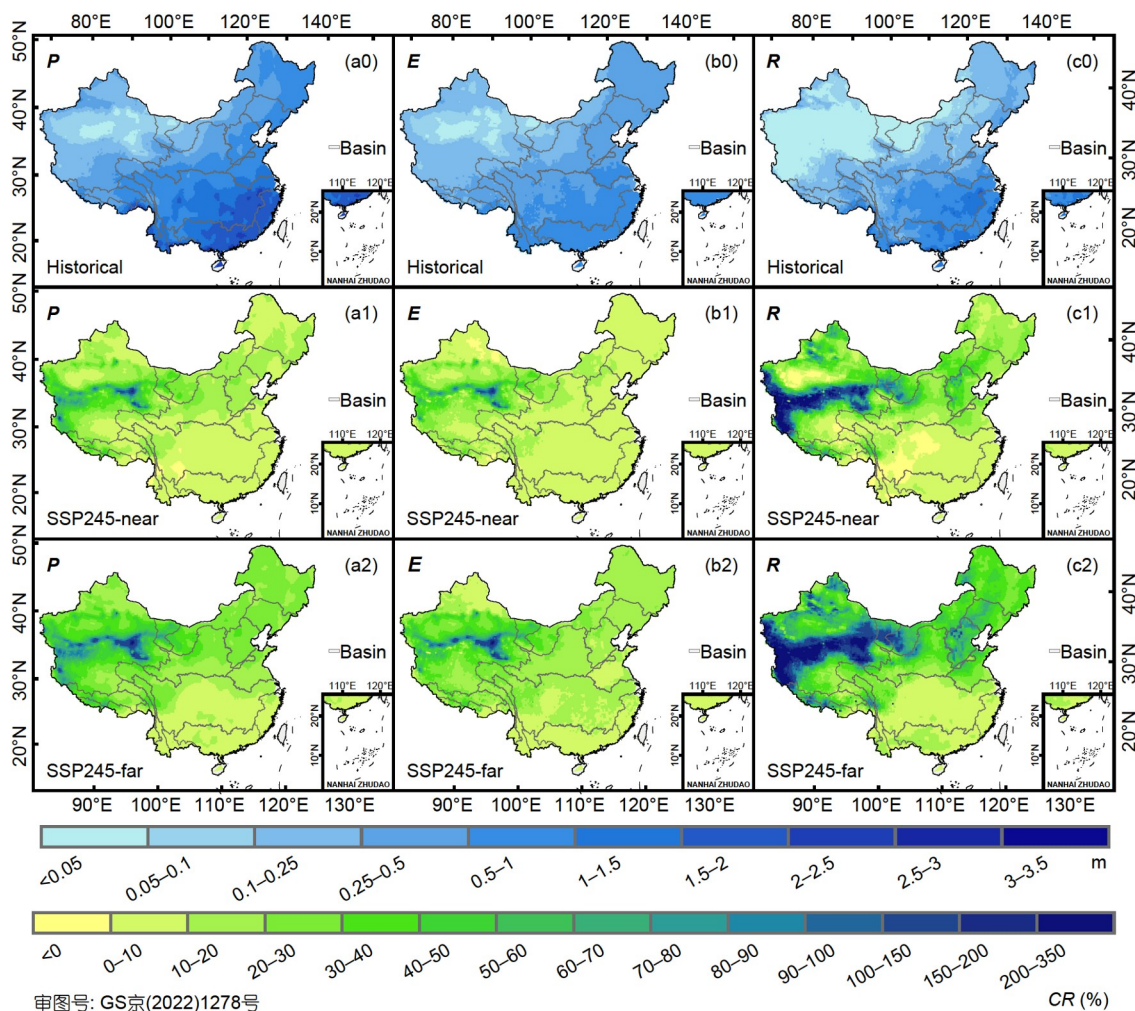 80°E 100°E 120°E 140°E 80°E 100°E 120°E 140°E 80°E 100°E 120°E 140°E
50°N 40°N 30°N 20°N
P (a0) Basin 110°E 120°E 20°N 10°N NANHAI ZHUDAO Historical
E (b0) Basin 110°E 120°E 20°N 10°N NANHAI ZHUDAO Historical
R (c0) Basin 110°E 120°E 20°N 10°N NANHAI ZHUDAO Historical
40°N 30°N 20°N
50°N 40°N 30°N 20°N
P (a1) Basin 110°E 120°E 20°N 10°N NANHAI ZHUDAO SSP245-near
E (b1) Basin 110°E 120°E 20°N 10°N NANHAI ZHUDAO SSP245-near
R (c1) Basin 110°E 120°E 20°N 10°N NANHAI ZHUDAO SSP245-near
40°N 30°N 20°N
50°N 40°N 30°N 20°N
P (a2) Basin 110°E 120°E 20°N 10°N NANHAI ZHUDAO SSP245-far
E (b2) Basin 110°E 120°E 20°N 10°N NANHAI ZHUDAO SSP245-far
R (c2) Basin 110°E 120°E 20°N 10°N NANHAI ZHUDAO SSP245-far
40°N 30°N 20°N
90°E 100°E 110°E 120°E 130°E 90°E 100°E 110°E 120°E 130°E 90°E 100°E 110°E 130°E
<0.05 0.05–0.1 0.1–0.25 0.25–0.5 0.5–1 1–1.5 1.5–2 2–2.5 2.5–3 3–3.5 m
<0 0–10 10–20 20–30 30–40 40–50 50–60 60–70 70–80 80–90 90–100 100–150 150–200 200–350
审图号: GS京(2022)1278号 CR (%)